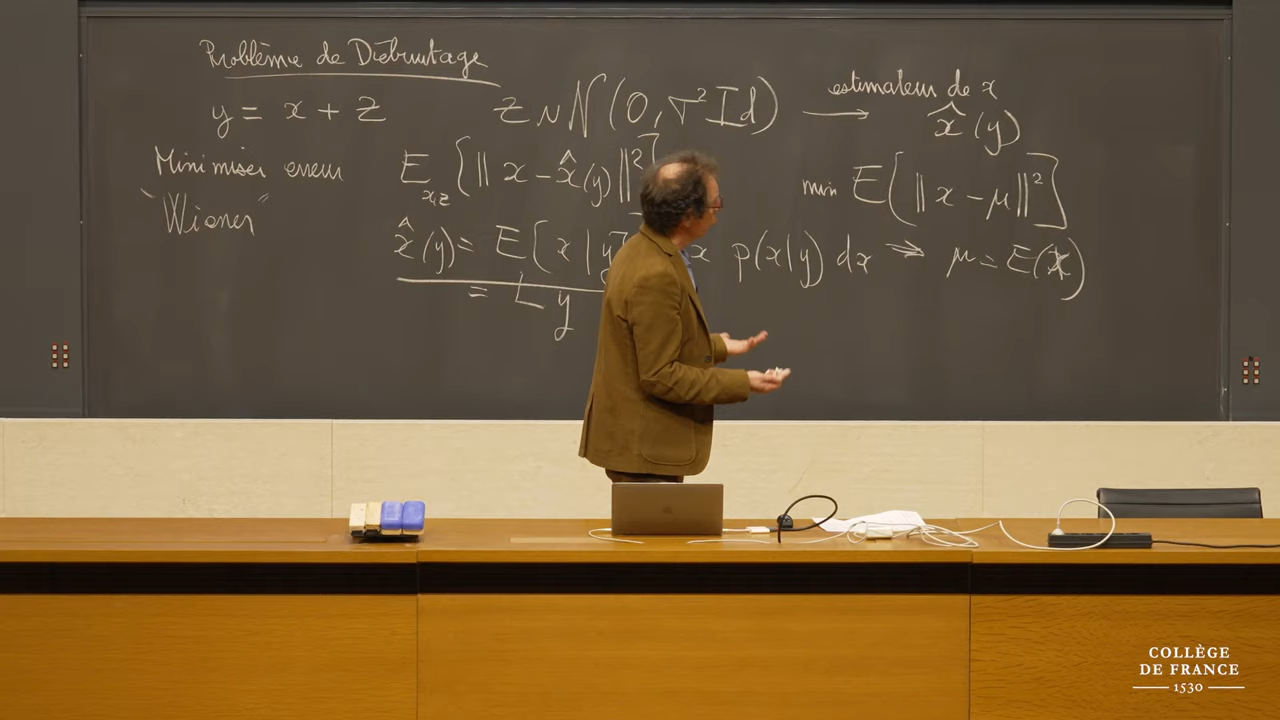 Problème de Débruitage
y = x + z    z ~ N(0, σ² Id) ⟶ estimateur de x
x̂(y)
Minimiser erreur    E_{xz}[‖x - x̂(y)‖²]    min E[‖x - μ‖²]
"Wiener"
x̂(y) = E[x | y    x p(x|y) dx ⇒ μ = E(x)
= L y
COLLÈGE
DE FRANCE
1530